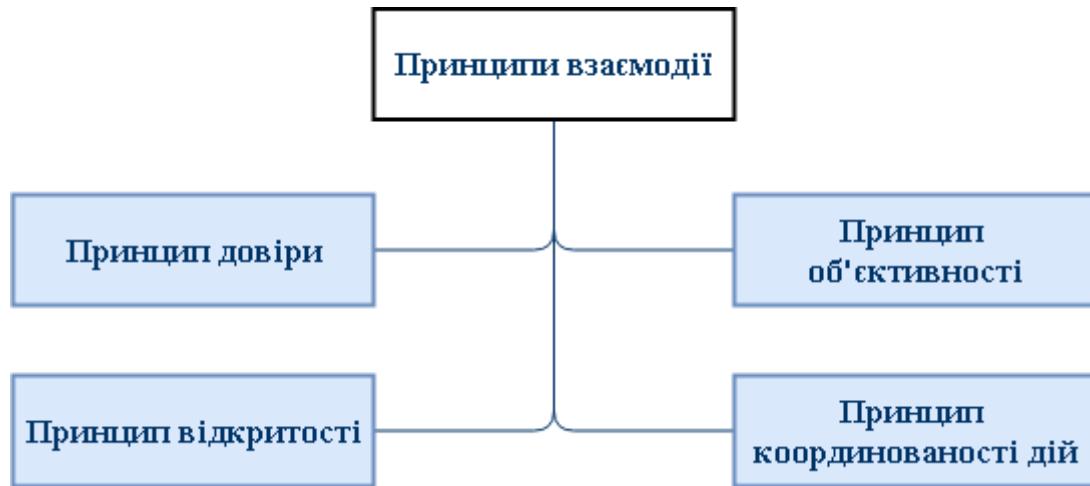 Принципи взаємодії
Принцип довіри
Принцип
об'єктивності
Принцип відкритості
Принцип
координованості дій